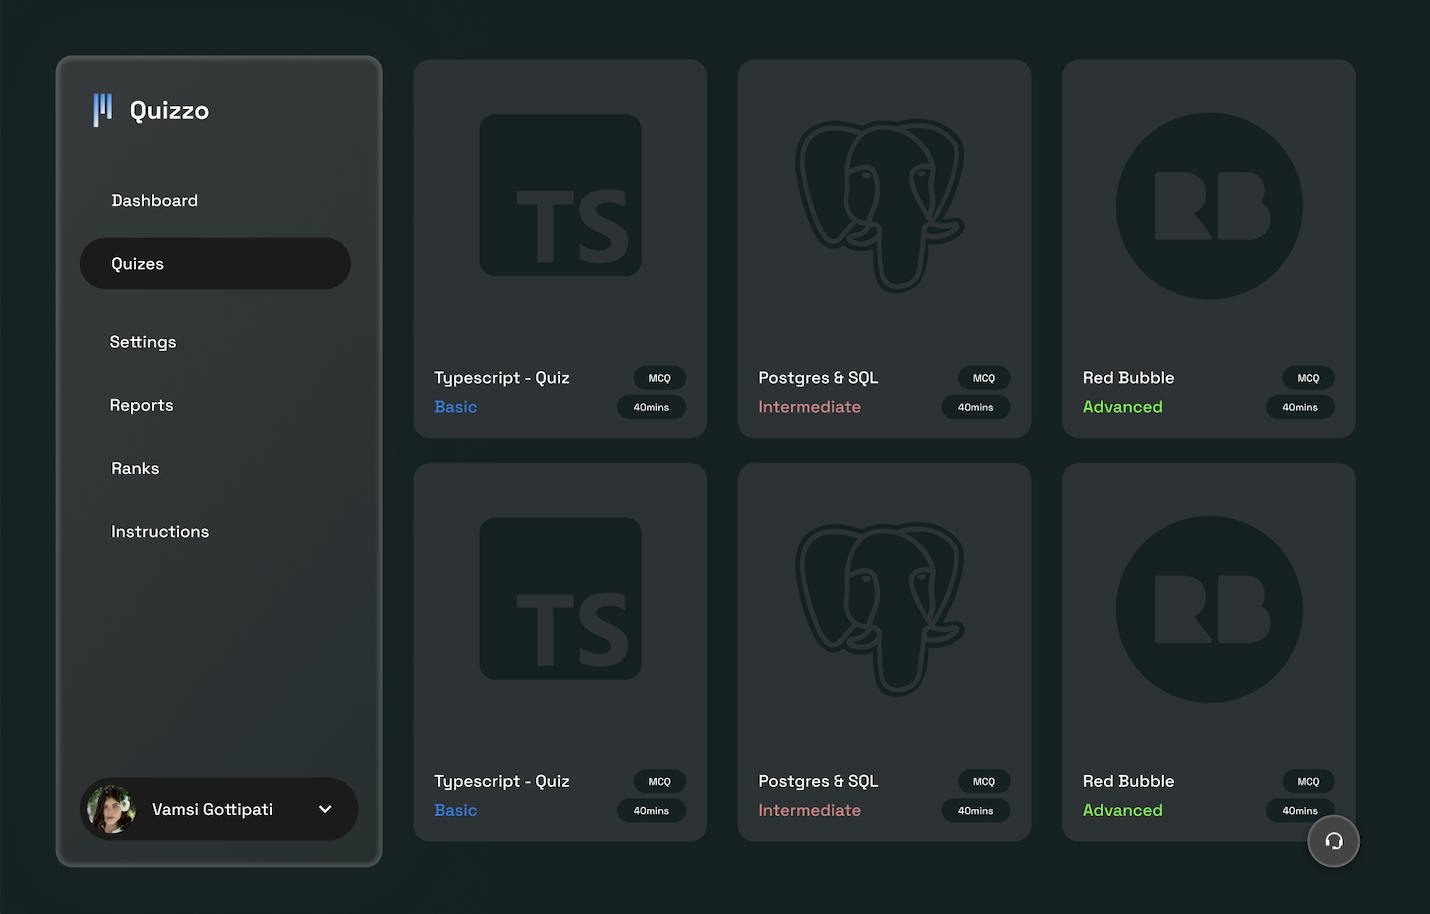 Quizzo
Dashboard
Quizes
Settings
Reports
Ranks
Instructions
Vamsi Gottipati
TS
Typescript - Quiz
MCQ
Basic
40mins
Postgres & SQL
MCQ
Intermediate
40mins
RB
Red Bubble
MCQ
Advanced
40mins
TS
Typescript - Quiz
MCQ
Basic
40mins
Postgres & SQL
MCQ
Intermediate
40mins
RB
Red Bubble
MCQ
Advanced
40mins